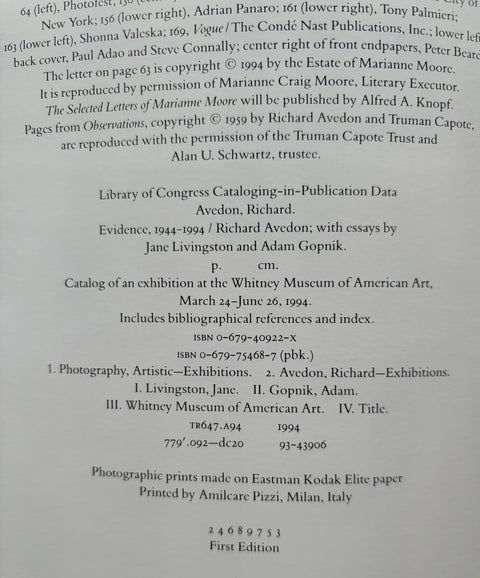 64 (left), Photofest; 130 City of
New York; 156 (lower right), Adrian Panaro; 161 (lower right), Tony Palmieri;
163 (lower left), Shonna Valeska; 169, Vogue/The Condé Nast Publications, Inc.; lower left
back cover, Paul Adao and Steve Connally; center right of front endpapers, Peter Beard
The letter on page 63 is copyright © 1994 by the Estate of Marianne Moore.
It is reproduced by permission of Marianne Craig Moore, Literary Executor.
The Selected Letters of Marianne Moore will be published by Alfred A. Knopf.
Pages from Observations, copyright © 1959 by Richard Avedon and Truman Capote,
are reproduced with the permission of the Truman Capote Trust and
Alan U. Schwartz, trustee.
Library of Congress Cataloging-in-Publication Data
Avedon, Richard.
Evidence, 1944–1994 / Richard Avedon; with essays by
Jane Livingston and Adam Gopnik.
p. cm.
Catalog of an exhibition at the Whitney Museum of American Art,
March 24–June 26, 1994.
Includes bibliographical references and index.
ISBN 0-679-40922-X
ISBN 0-679-75468-7 (pbk.)
1. Photography, Artistic—Exhibitions. 2. Avedon, Richard—Exhibitions.
I. Livingston, Jane. II. Gopnik, Adam.
III. Whitney Museum of American Art. IV. Title.
TR647.A94 1994
779'.092—dc20 93-43906
Photographic prints made on Eastman Kodak Elite paper
Printed by Amilcare Pizzi, Milan, Italy
2 4 6 8 9 7 5 3
First Edition